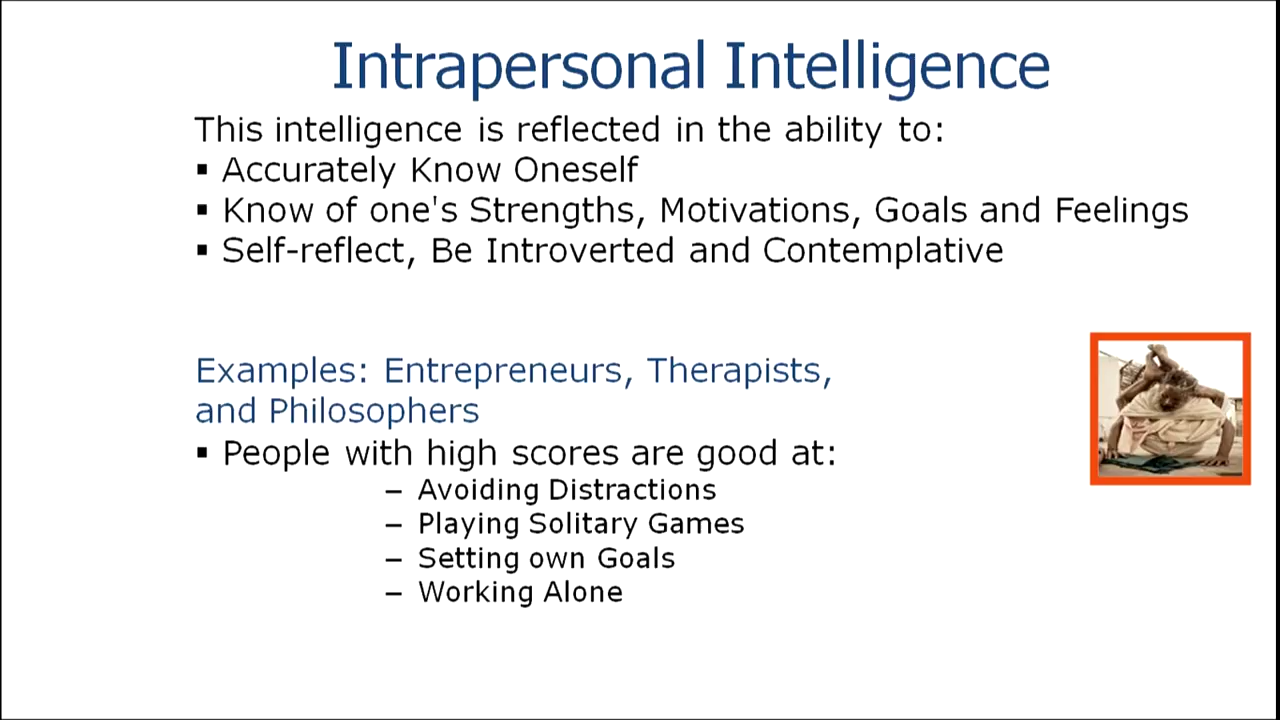 Intrapersonal Intelligence
This intelligence is reflected in the ability to:
▪ Accurately Know Oneself
▪ Know of one's Strengths, Motivations, Goals and Feelings
▪ Self-reflect, Be Introverted and Contemplative
Examples: Entrepreneurs, Therapists,
and Philosophers
▪ People with high scores are good at:
– Avoiding Distractions
– Playing Solitary Games
– Setting own Goals
– Working Alone